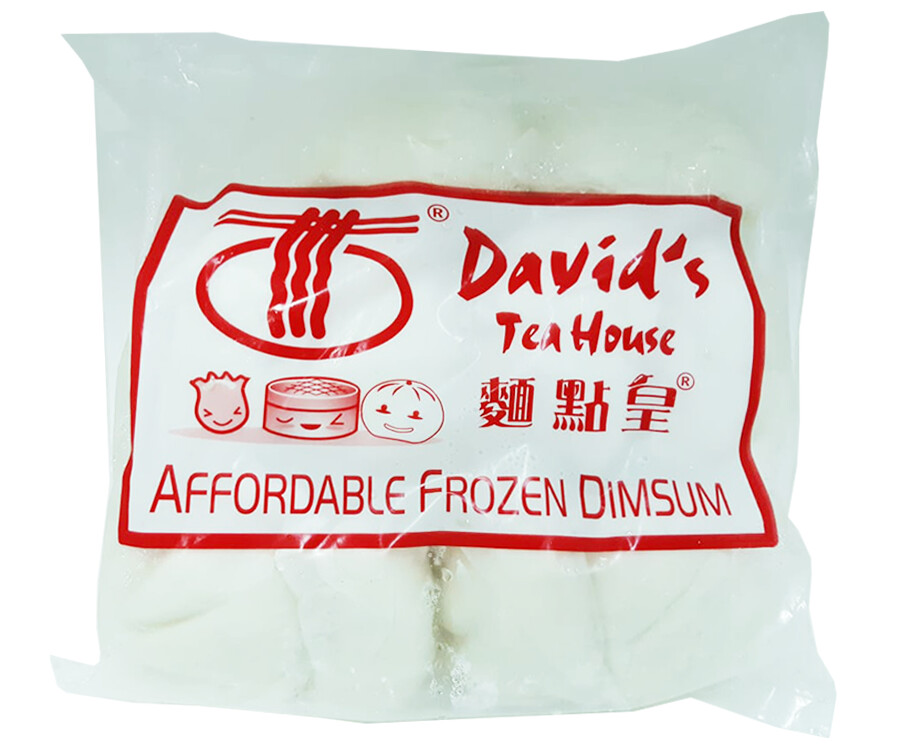 ®
David's
Tea House
麵點皇®
AFFORDABLE FROZEN DiMSUM